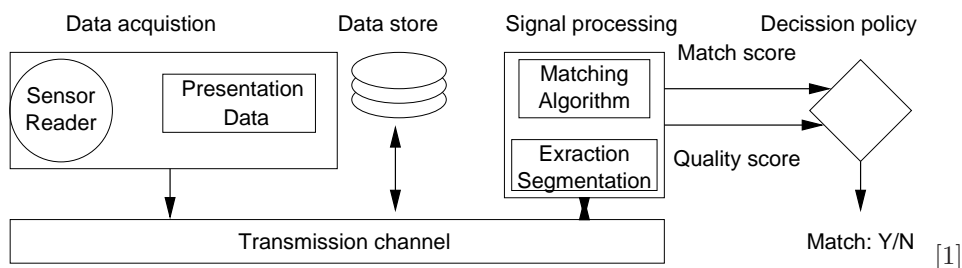 Data acquistion
Data store
Signal processing
Decission policy
Sensor
Reader
Presentation
Data
Matching
Algorithm
Exraction
Segmentation
Match score
Quality score
Transmission channel
Match: Y/N
[1]